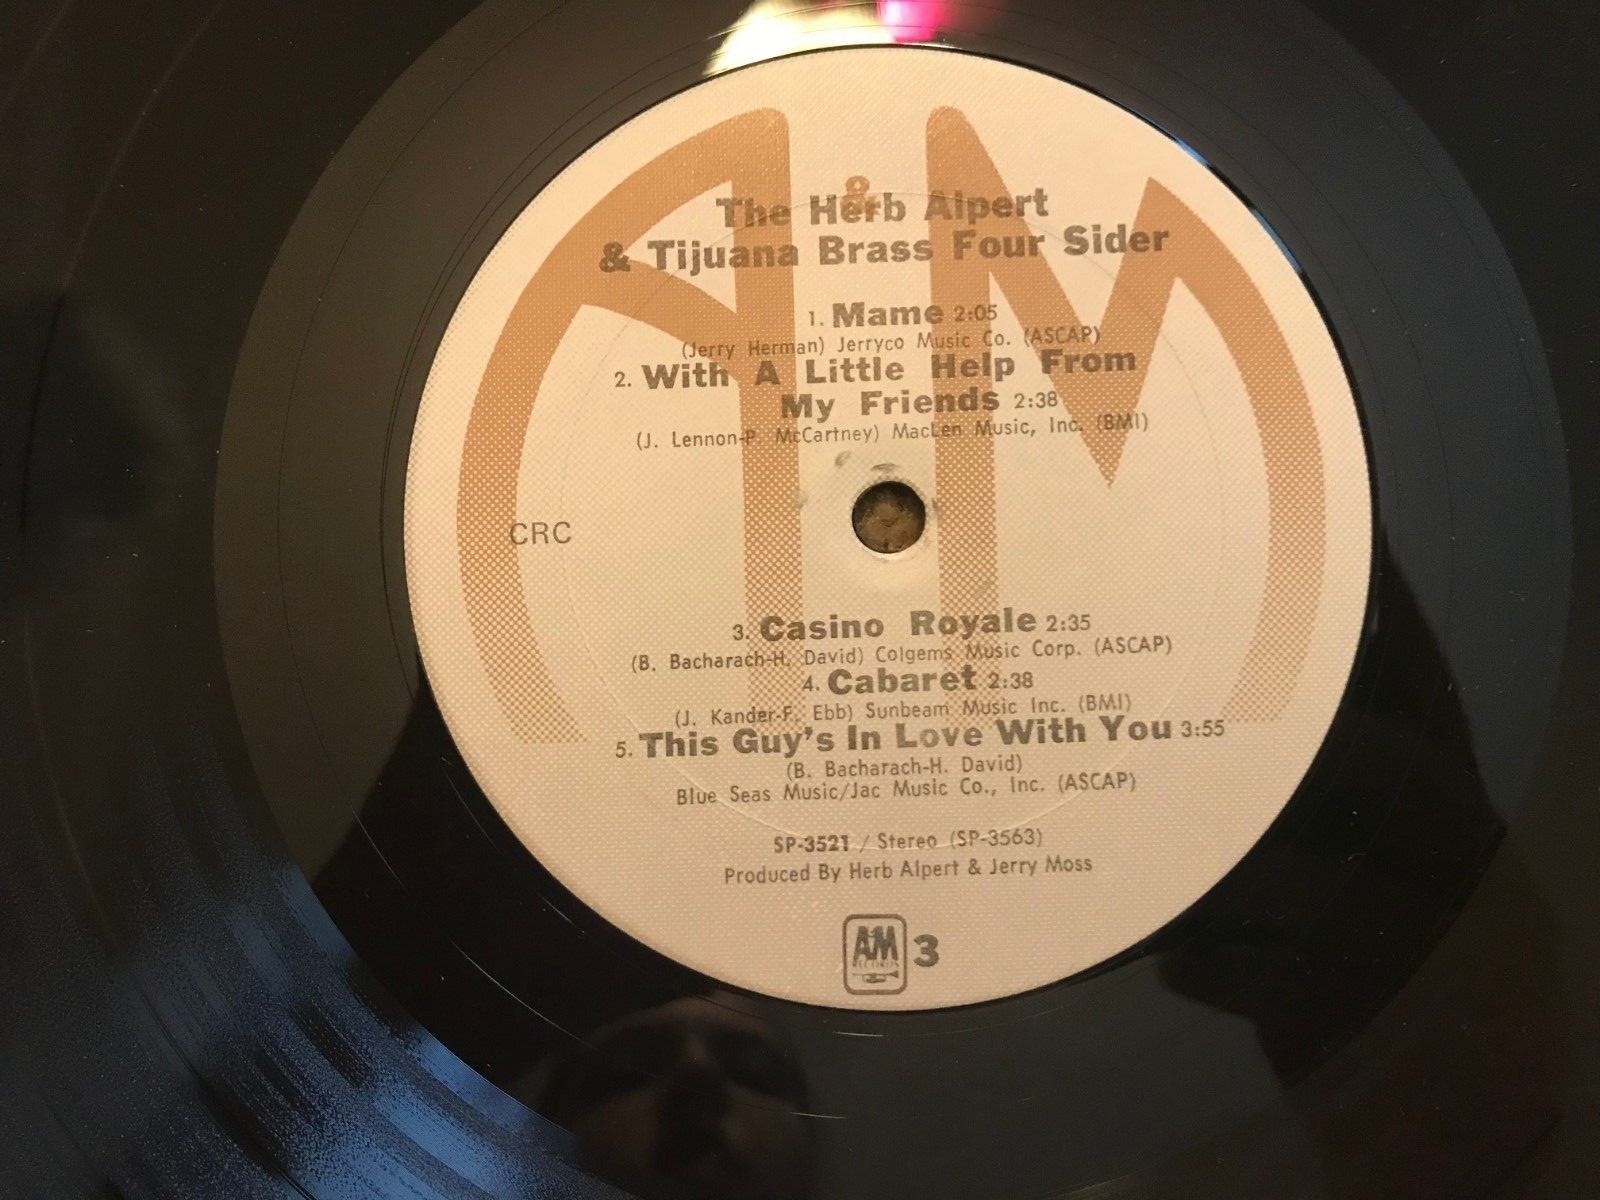 &
The Herb Alpert
& Tijuana Brass Four Sider
1. Mame 2:05
(Jerry Herman) Jerryco Music Co. (ASCAP)
2. With A Little Help From
My Friends 2:38
(J. Lennon-P. McCartney) MacLen Music, Inc. (BMI)
CRC
3. Casino Royale 2:35
(B. Bacharach-H. David) Colgems Music Corp. (ASCAP)
4. Cabaret 2:38
(J. Kander-F. Ebb) Sunbeam Music Inc. (BMI)
5. This Guy's In Love With You 3:55
(B. Bacharach-H. David)
Blue Seas Music/Jac Music Co., Inc. (ASCAP)
SP-3521 / Stereo (SP-3563)
Produced By Herb Alpert & Jerry Moss
A&M RECORDS 3